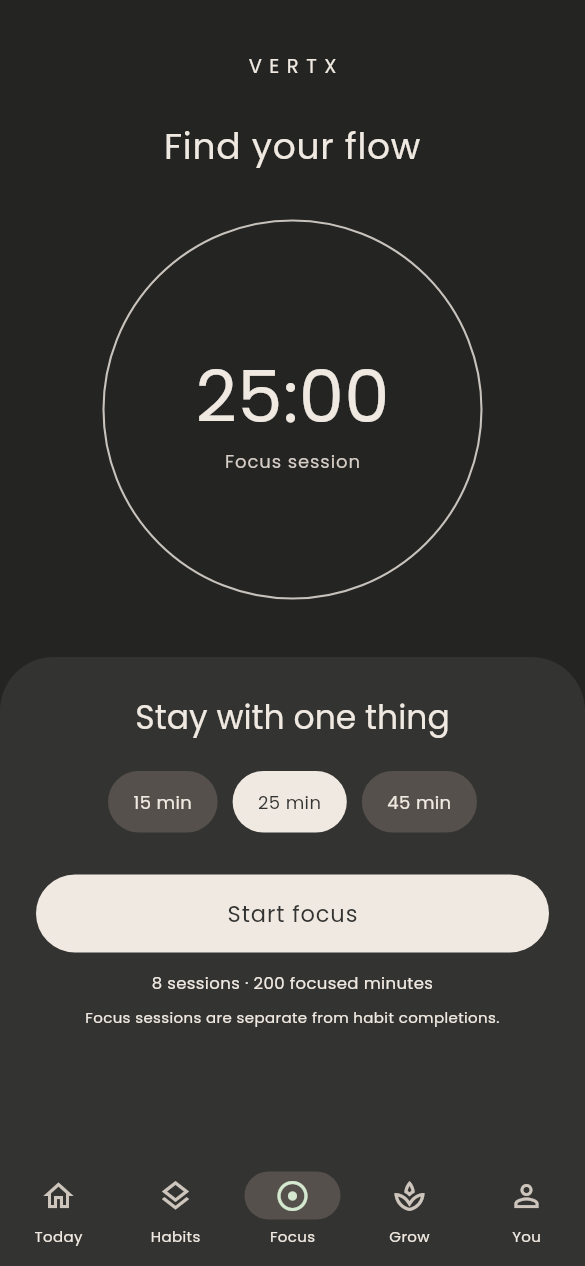 VERTX
Find your flow
25:00
Focus session
Stay with one thing
15 min 25 min 45 min
Start focus
8 sessions · 200 focused minutes
Focus sessions are separate from habit completions.
Today Habits Focus Grow You